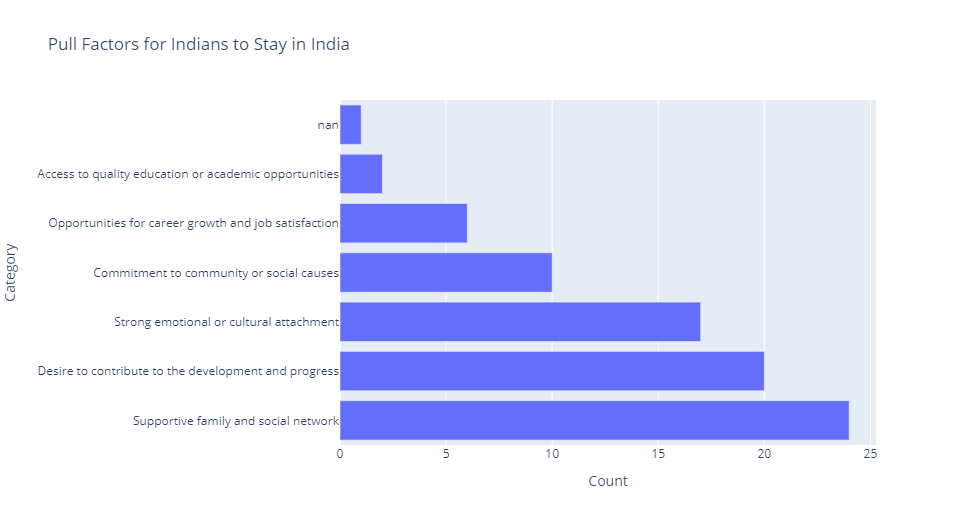 Pull Factors for Indians to Stay in India
nan
Access to quality education or academic opportunities
Opportunities for career growth and job satisfaction
Commitment to community or social causes
Strong emotional or cultural attachment
Desire to contribute to the development and progress
Supportive family and social network
Category
0 5 10 15 20 25
Count